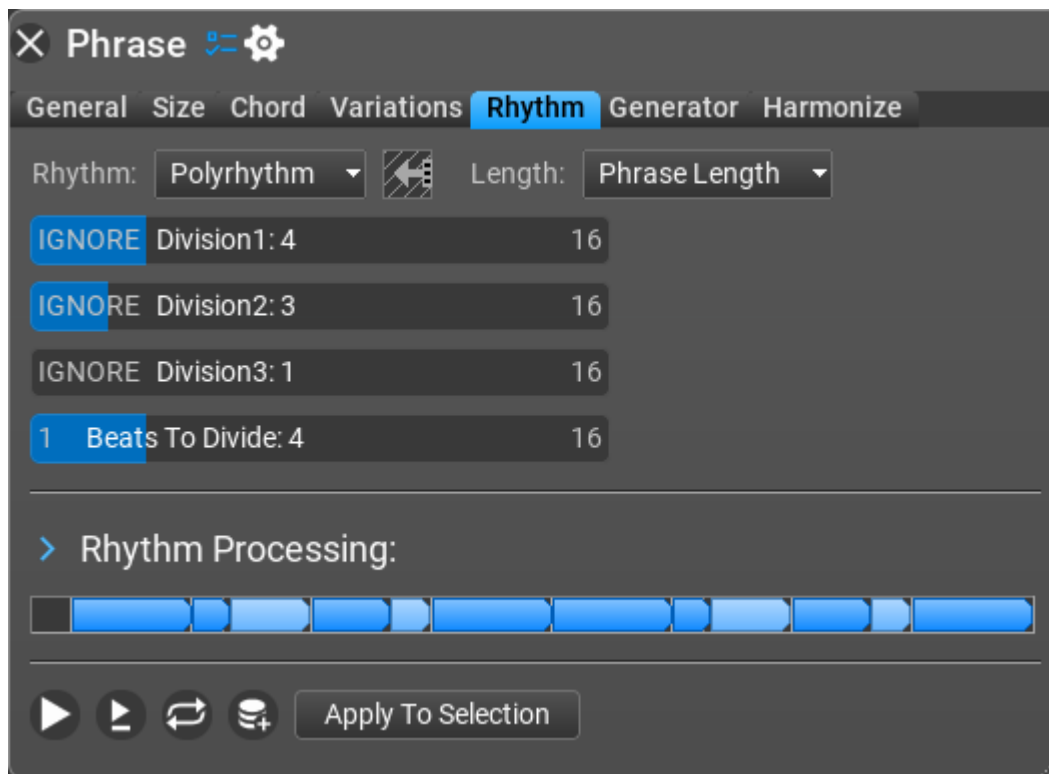 Phrase
General Size Chord Variations Rhythm Generator Harmonize
Rhythm: Polyrhythm Length: Phrase Length
IGNORE Division1: 4 16
IGNORE Division2: 3 16
IGNORE Division3: 1 16
1 Beats To Divide: 4 16
Rhythm Processing:
Apply To Selection